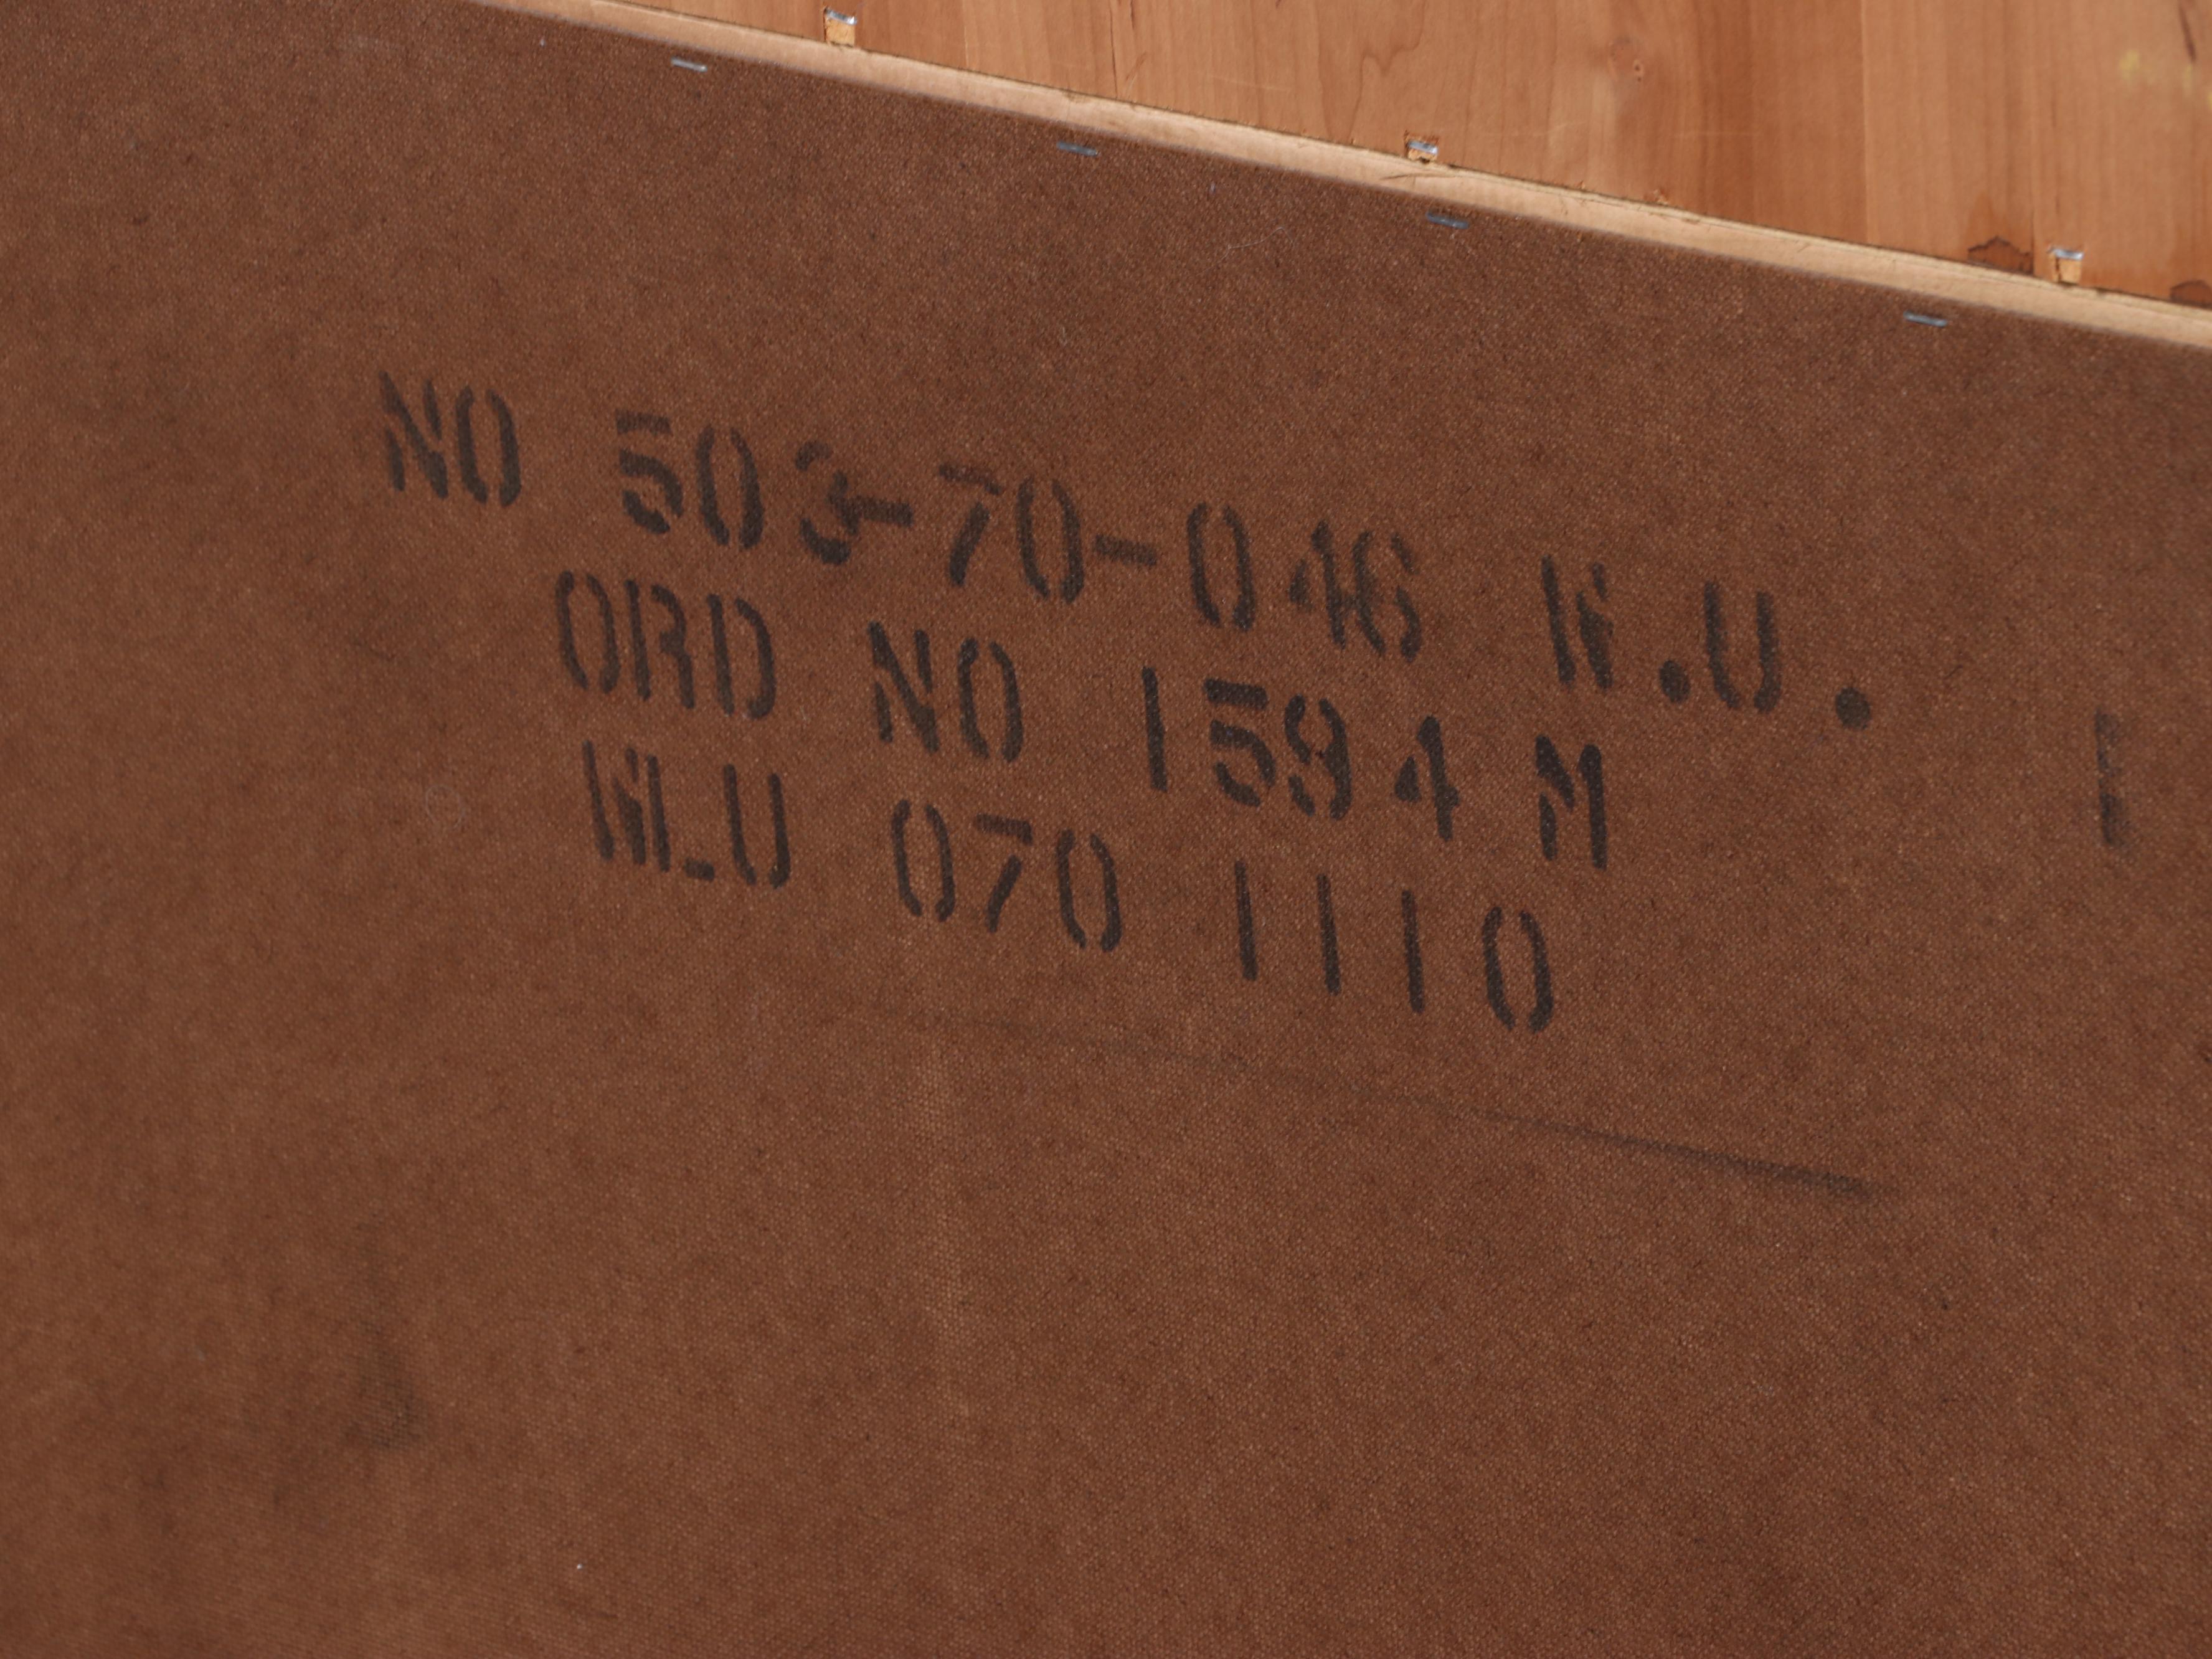 NO 503-70-046 W.U.
ORD NO 1594 M
W-U 070 1110